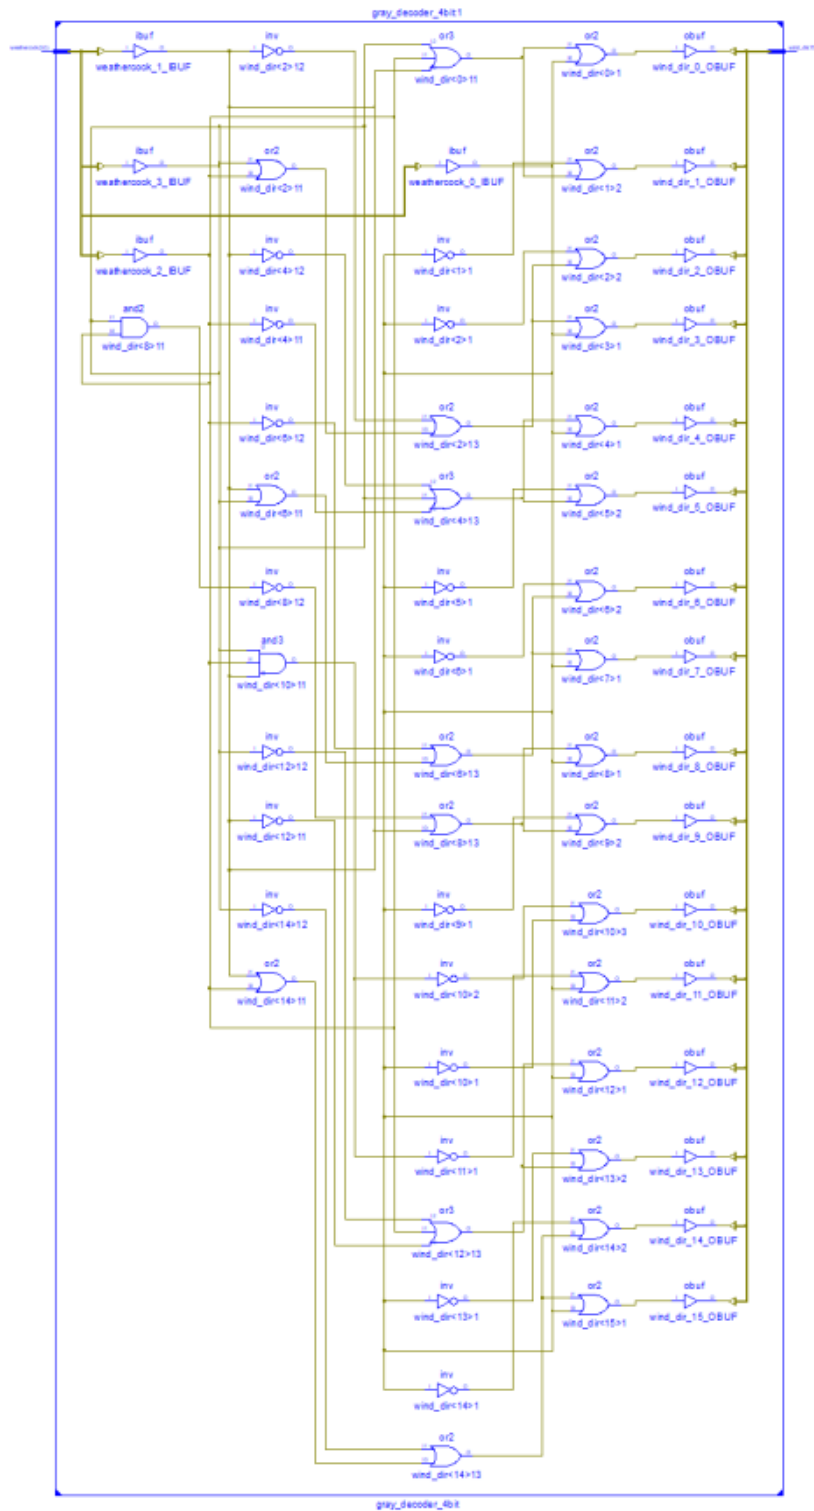 gray_decoder_4bit:1
ibuf inv or3 or2 obuf
weathercook_1_IBUF wind_dir<2>12 wind_dir<0>11 wind_dir<0>1 wind_dir_0_OBUF
ibuf or2 ibuf or2 obuf
weathercook_3_IBUF wind_dir<2>11 weathercook_0_IBUF wind_dir<1>2 wind_dir_1_OBUF
ibuf inv inv or2 obuf
weathercook_2_IBUF wind_dir<4>12 wind_dir<1>1 wind_dir<2>2 wind_dir_2_OBUF
and2 inv inv or2 obuf
wind_dir<8>11 wind_dir<4>11 wind_dir<2>1 wind_dir<3>1 wind_dir_3_OBUF
inv or2 or2 obuf
wind_dir<6>12 wind_dir<2>13 wind_dir<4>1 wind_dir_4_OBUF
or2 or3 or2 obuf
wind_dir<6>11 wind_dir<4>13 wind_dir<5>2 wind_dir_5_OBUF
inv inv or2 obuf
wind_dir<8>12 wind_dir<5>1 wind_dir<6>2 wind_dir_6_OBUF
and3 inv or2 obuf
wind_dir<10>11 wind_dir<6>1 wind_dir<7>1 wind_dir_7_OBUF
inv or2 or2 obuf
wind_dir<12>12 wind_dir<6>13 wind_dir<8>1 wind_dir_8_OBUF
inv or2 or2 obuf
wind_dir<12>11 wind_dir<8>13 wind_dir<9>2 wind_dir_9_OBUF
inv inv or2 obuf
wind_dir<14>12 wind_dir<9>1 wind_dir<10>3 wind_dir_10_OBUF
or2 inv or2 obuf
wind_dir<14>11 wind_dir<10>2 wind_dir<11>2 wind_dir_11_OBUF
inv or2 obuf
wind_dir<10>1 wind_dir<12>1 wind_dir_12_OBUF
inv or2 obuf
wind_dir<11>1 wind_dir<13>2 wind_dir_13_OBUF
or3 or2 obuf
wind_dir<12>13 wind_dir<14>2 wind_dir_14_OBUF
inv or2 obuf
wind_dir<13>1 wind_dir<15>1 wind_dir_15_OBUF
inv
wind_dir<14>1
or2
wind_dir<14>13
gray_decoder_4bit